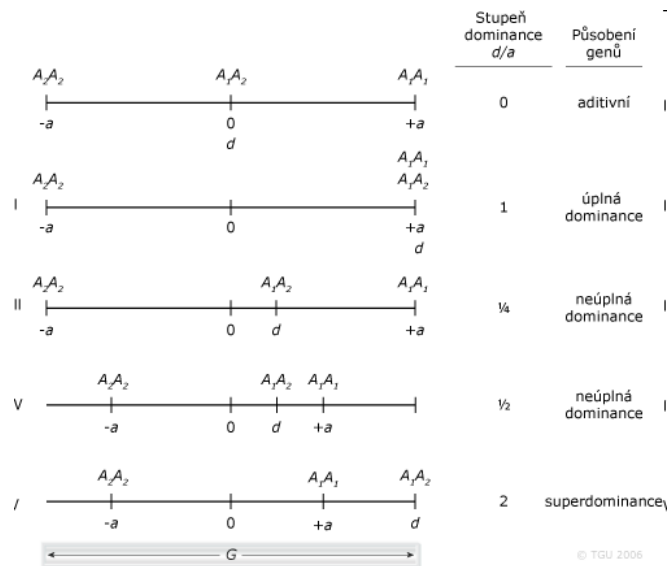 Stupeň
dominance
d/a
Působení
genů
A₂A₂ A₁A₂ A₁A₁
-a 0 +a
d
0 aditivní
A₁A₁
A₂A₂ A₁A₂
I
-a 0 +a
d
1 úplná
dominance
A₂A₂ A₁A₂ A₁A₁
II
-a 0 d +a
¼ neúplná
dominance
A₂A₂ A₁A₂ A₁A₁
V
-a 0 d +a
½ neúplná
dominance
A₂A₂ A₁A₁ A₁A₂
-a 0 +a d
2 superdominance
G
© TGU 2006